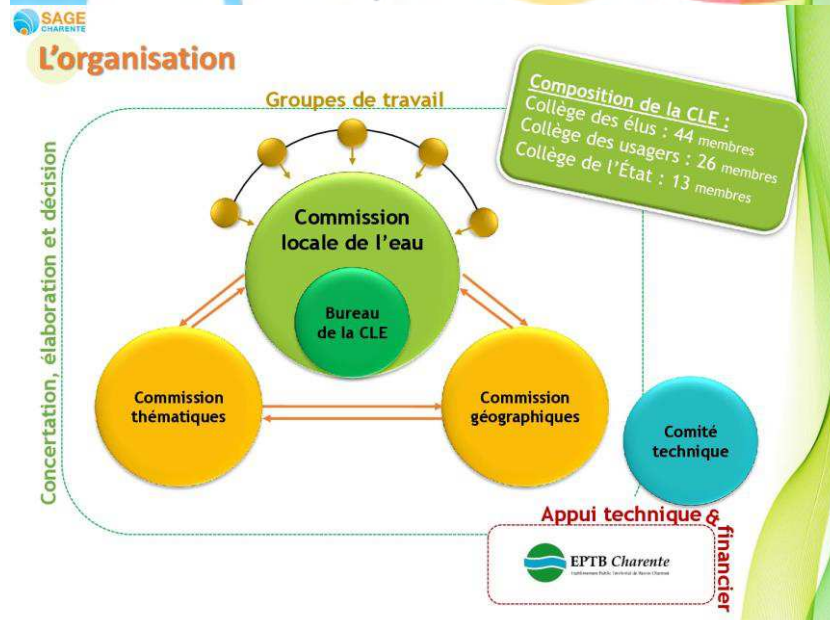 SAGE
CHARENTE
L'organisation
Groupes de travail
Composition de la CLE :
Collège des élus : 44 membres
Collège des usagers : 26 membres
Collège de l'État : 13 membres
Concertation, élaboration et décision
Commission
locale de l'eau
Bureau
de la CLE
Commission
thématiques
Commission
géographiques
Comité
technique
Appui technique & financier
EPTB Charente